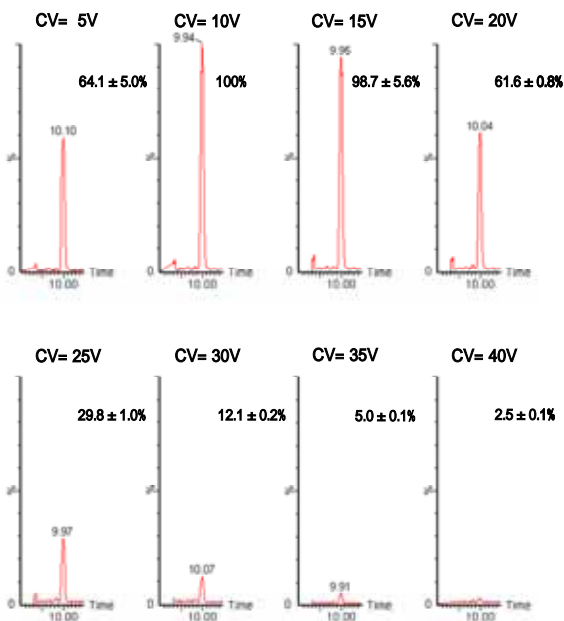 CV= 5V
64.1 ± 5.0%
10.10
%
0
Time
10.00
CV= 10V
9.94
100%
%
0
Time
10.00
CV= 15V
9.95
98.7 ± 5.6%
%
0
Time
10.00
CV= 20V
61.6 ± 0.8%
10.04
%
0
Time
10.00
CV= 25V
29.8 ± 1.0%
%
9.97
0
Time
10.00
CV= 30V
12.1 ± 0.2%
%
10.07
0
Time
10.00
CV= 35V
5.0 ± 0.1%
%
9.91
0
Time
10.00
CV= 40V
2.5 ± 0.1%
%
0
Time
10.00